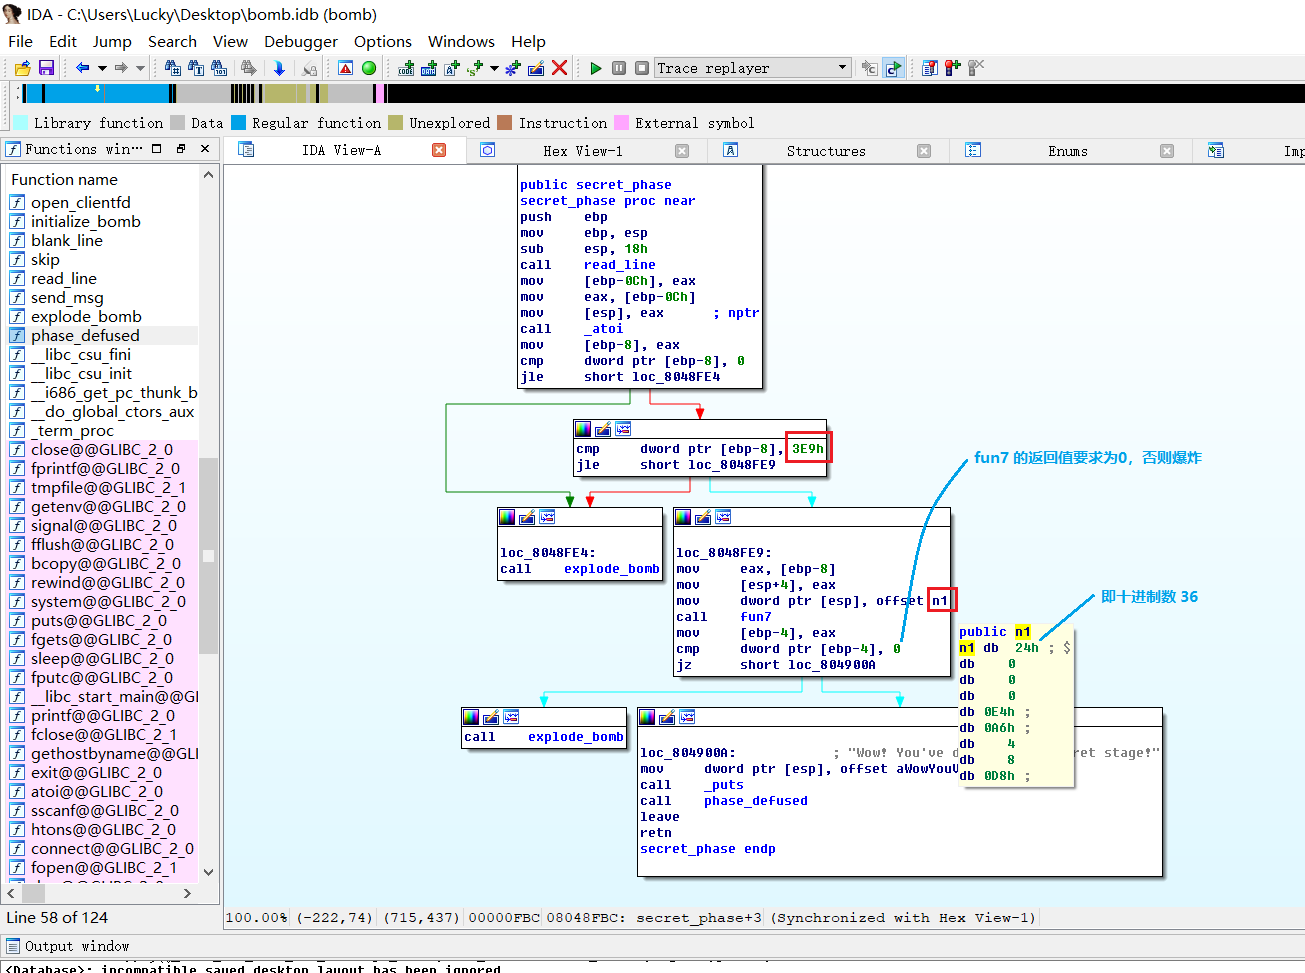 IDA - C:\Users\Lucky\Desktop\bomb.idb (bomb)
File Edit Jump Search View Debugger Options Windows Help
Trace replayer
Library function Data Regular function Unexplored Instruction External symbol
Functions win··· IDA View-A Hex View-1 Structures Enums Imp
Function name
open_clientfd
initialize_bomb
blank_line
skip
read_line
send_msg
explode_bomb
phase_defused
__libc_csu_fini
__libc_csu_init
__i686_get_pc_thunk_b
__do_global_ctors_aux
_term_proc
close@@GLIBC_2_0
fprintf@@GLIBC_2_0
tmpfile@@GLIBC_2_1
getenv@@GLIBC_2_0
signal@@GLIBC_2_0
fflush@@GLIBC_2_0
bcopy@@GLIBC_2_0
rewind@@GLIBC_2_0
system@@GLIBC_2_0
puts@@GLIBC_2_0
fgets@@GLIBC_2_0
sleep@@GLIBC_2_0
fputc@@GLIBC_2_0
__libc_start_main@@GLI
printf@@GLIBC_2_0
fclose@@GLIBC_2_1
gethostbyname@@GLI
exit@@GLIBC_2_0
atoi@@GLIBC_2_0
sscanf@@GLIBC_2_0
htons@@GLIBC_2_0
connect@@GLIBC_2_0
fopen@@GLIBC_2_1
Line 58 of 124
public secret_phase
secret_phase proc near
push ebp
mov ebp, esp
sub esp, 18h
call read_line
mov [ebp-0Ch], eax
mov eax, [ebp-0Ch]
mov [esp], eax ; nptr
call _atoi
mov [ebp-8], eax
cmp dword ptr [ebp-8], 0
jle short loc_8048FE4
cmp dword ptr [ebp-8], 3E9h
jle short loc_8048FE9
fun7 的返回值要求为0，否则爆炸
loc_8048FE4:
call explode_bomb
loc_8048FE9:
mov eax, [ebp-8]
mov [esp+4], eax
mov dword ptr [esp], offset n1
call fun7
mov [ebp-4], eax
cmp dword ptr [ebp-4], 0
jz short loc_804900A
即十进制数 36
public n1
n1 db 24h ; $
db 0
db 0
db 0
db 0E4h ;
db 0A6h ;
db 4
db 8
db 0D8h ;
call explode_bomb
loc_804900A: ; "Wow! You've d ret stage!"
mov dword ptr [esp], offset aWowYou
call _puts
call phase_defused
leave
retn
secret_phase endp
100.00% (-222,74) (715,437) 00000FBC 08048FBC: secret_phase+3 (Synchronized with Hex View-1)
Output window
<Database>: incompatible saved desktop layout has been ignored